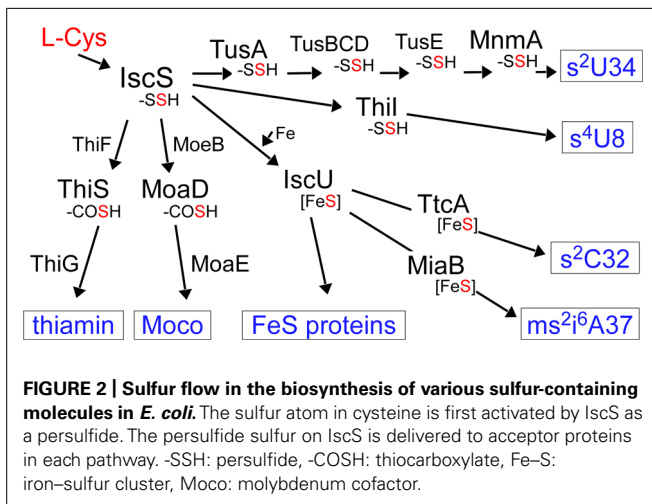 L-Cys
IscS
-SSH
TusA
-SSH
TusBCD
-SSH
TusE
-SSH
MnmA
-SSH
s²U34
ThiI
-SSH
s⁴U8
ThiF
MoeB
Fe
ThiS
-COSH
MoaD
-COSH
IscU
[FeS]
TtcA
[FeS]
s²C32
ThiG
MoaE
MiaB
[FeS]
thiamin
Moco
FeS proteins
ms²i⁶A37
FIGURE 2 | Sulfur flow in the biosynthesis of various sulfur-containing
molecules in E. coli. The sulfur atom in cysteine is first activated by IscS as
a persulfide. The persulfide sulfur on IscS is delivered to acceptor proteins
in each pathway. -SSH: persulfide, -COSH: thiocarboxylate, Fe–S:
iron–sulfur cluster, Moco: molybdenum cofactor.